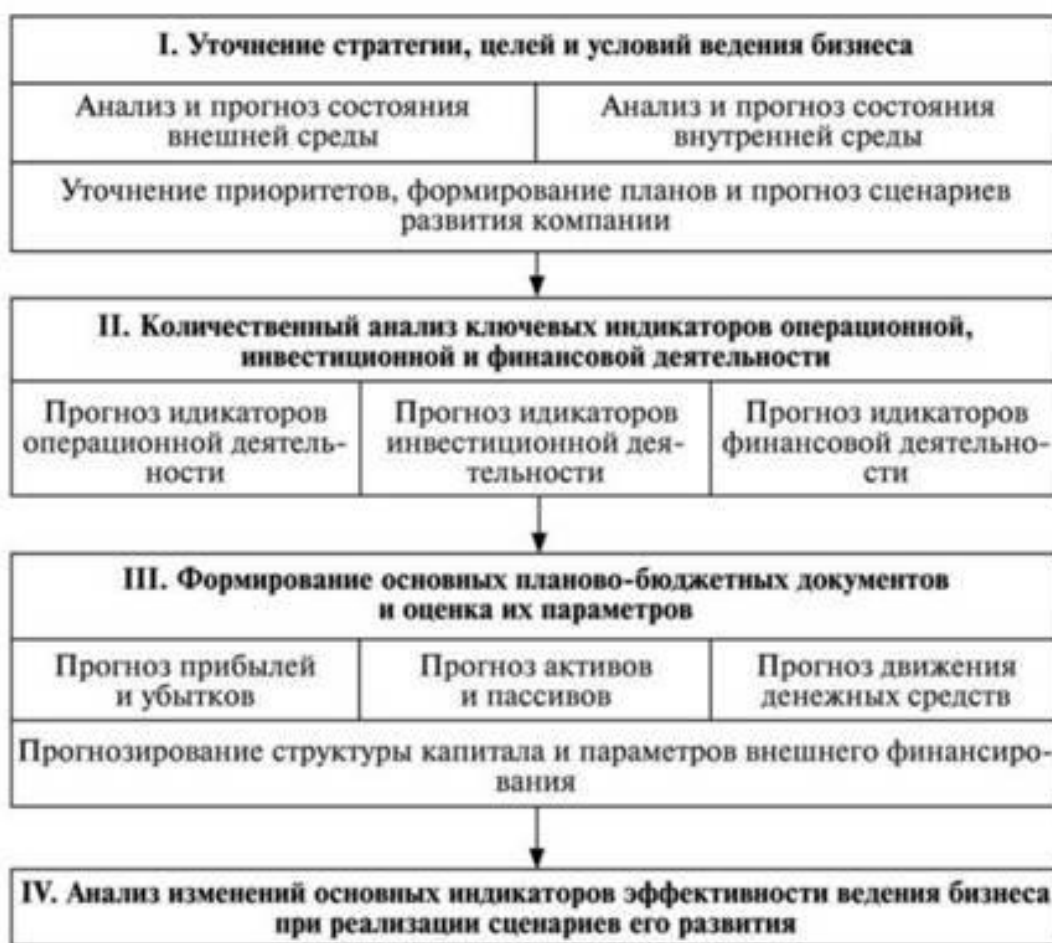 I. Уточнение стратегии, целей и условий ведения бизнеса
Анализ и прогноз состояния
внешней среды
Анализ и прогноз состояния
внутренней среды
Уточнение приоритетов, формирование планов и прогноз сценариев
развития компании
II. Количественный анализ ключевых индикаторов операционной,
инвестиционной и финансовой деятельности
Прогноз идикаторов
операционной деятель-
ности
Прогноз идикаторов
инвестиционной дея-
тельности
Прогноз идикаторов
финансовой деятельно-
сти
III. Формирование основных планово-бюджетных документов
и оценка их параметров
Прогноз прибылей
и убытков
Прогноз активов
и пассивов
Прогноз движения
денежных средств
Прогнозирование структуры капитала и параметров внешнего финансиро-
вания
IV. Анализ изменений основных индикаторов эффективности ведения бизнеса
при реализации сценариев его развития